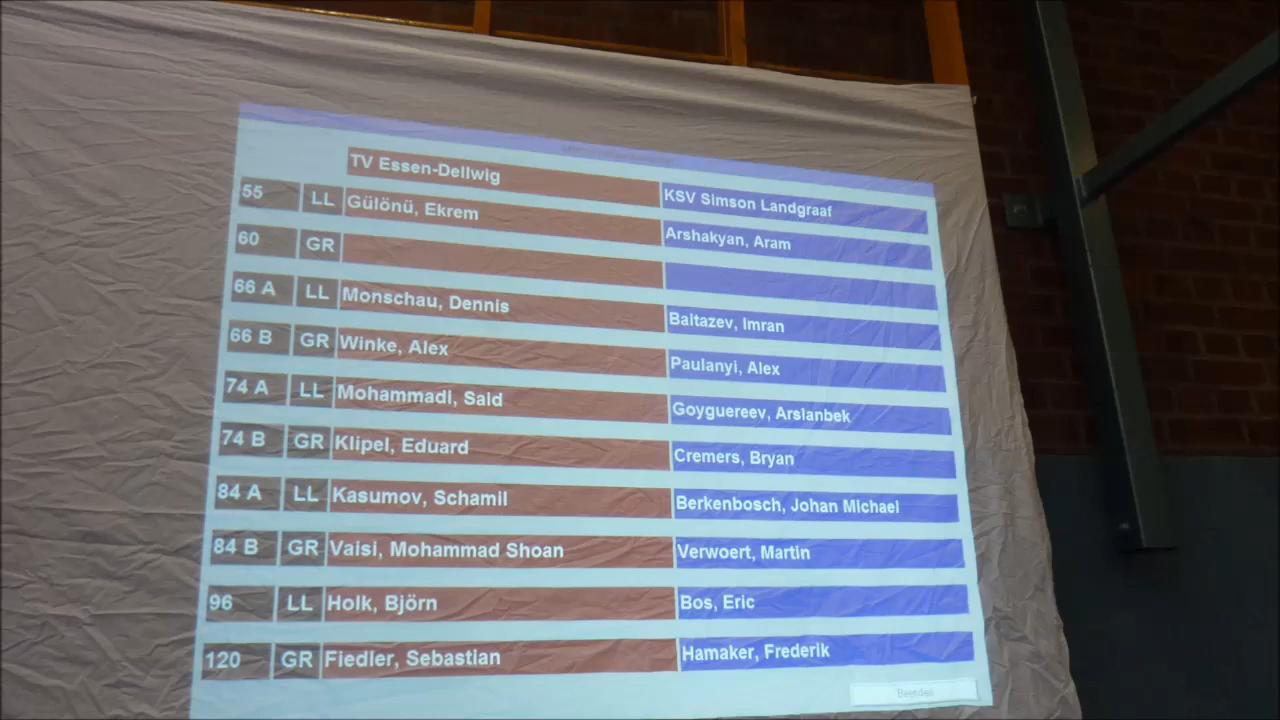 TV Essen-Dellwig KSV Simson Landgraaf
55 LL Gülönü, Ekrem Arshakyan, Aram
60 GR
66 A LL Monschau, Dennis Baltazev, Imran
66 B GR Winke, Alex Paulanyi, Alex
74 A LL Mohammadi, Said Goyguereev, Arslanbek
74 B GR Klipel, Eduard Cremers, Bryan
84 A LL Kasumov, Schamil Berkenbosch, Johan Michael
84 B GR Vaisi, Mohammad Shoan Verwoert, Martin
96 LL Holk, Björn Bos, Eric
120 GR Fiedler, Sebastian Hamaker, Frederik
Beenden